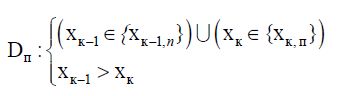 Dп : {(xк−1 ∈ {xк−1,n}) ⋃ (xк ∈ {xк,п})
xк−1 > xк